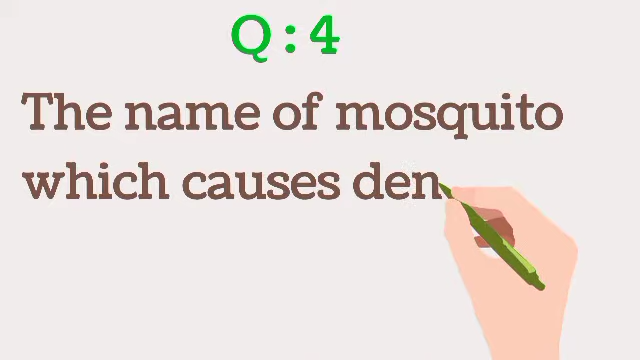 Q : 4
The name of mosquito
which causes den